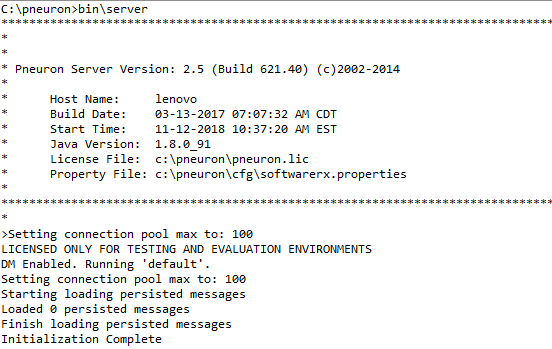 C:\pneuron>bin\server
*************************************************************************
*
*
* Pneuron Server Version: 2.5 (Build 621.40) (c)2002-2014
*
*      Host Name:     lenovo
*      Build Date:    03-13-2017 07:07:32 AM CDT
*      Start Time:    11-12-2018 10:37:20 AM EST
*      Java Version:  1.8.0_91
*      License File:  c:\pneuron\pneuron.lic
*      Property File: c:\pneuron\cfg\softwarerx.properties
*
*************************************************************************
*
>Setting connection pool max to: 100
LICENSED ONLY FOR TESTING AND EVALUATION ENVIRONMENTS
DM Enabled. Running 'default'.
Setting connection pool max to: 100
Starting loading persisted messages
Loaded 0 persisted messages
Finish loading persisted messages
Initialization Complete